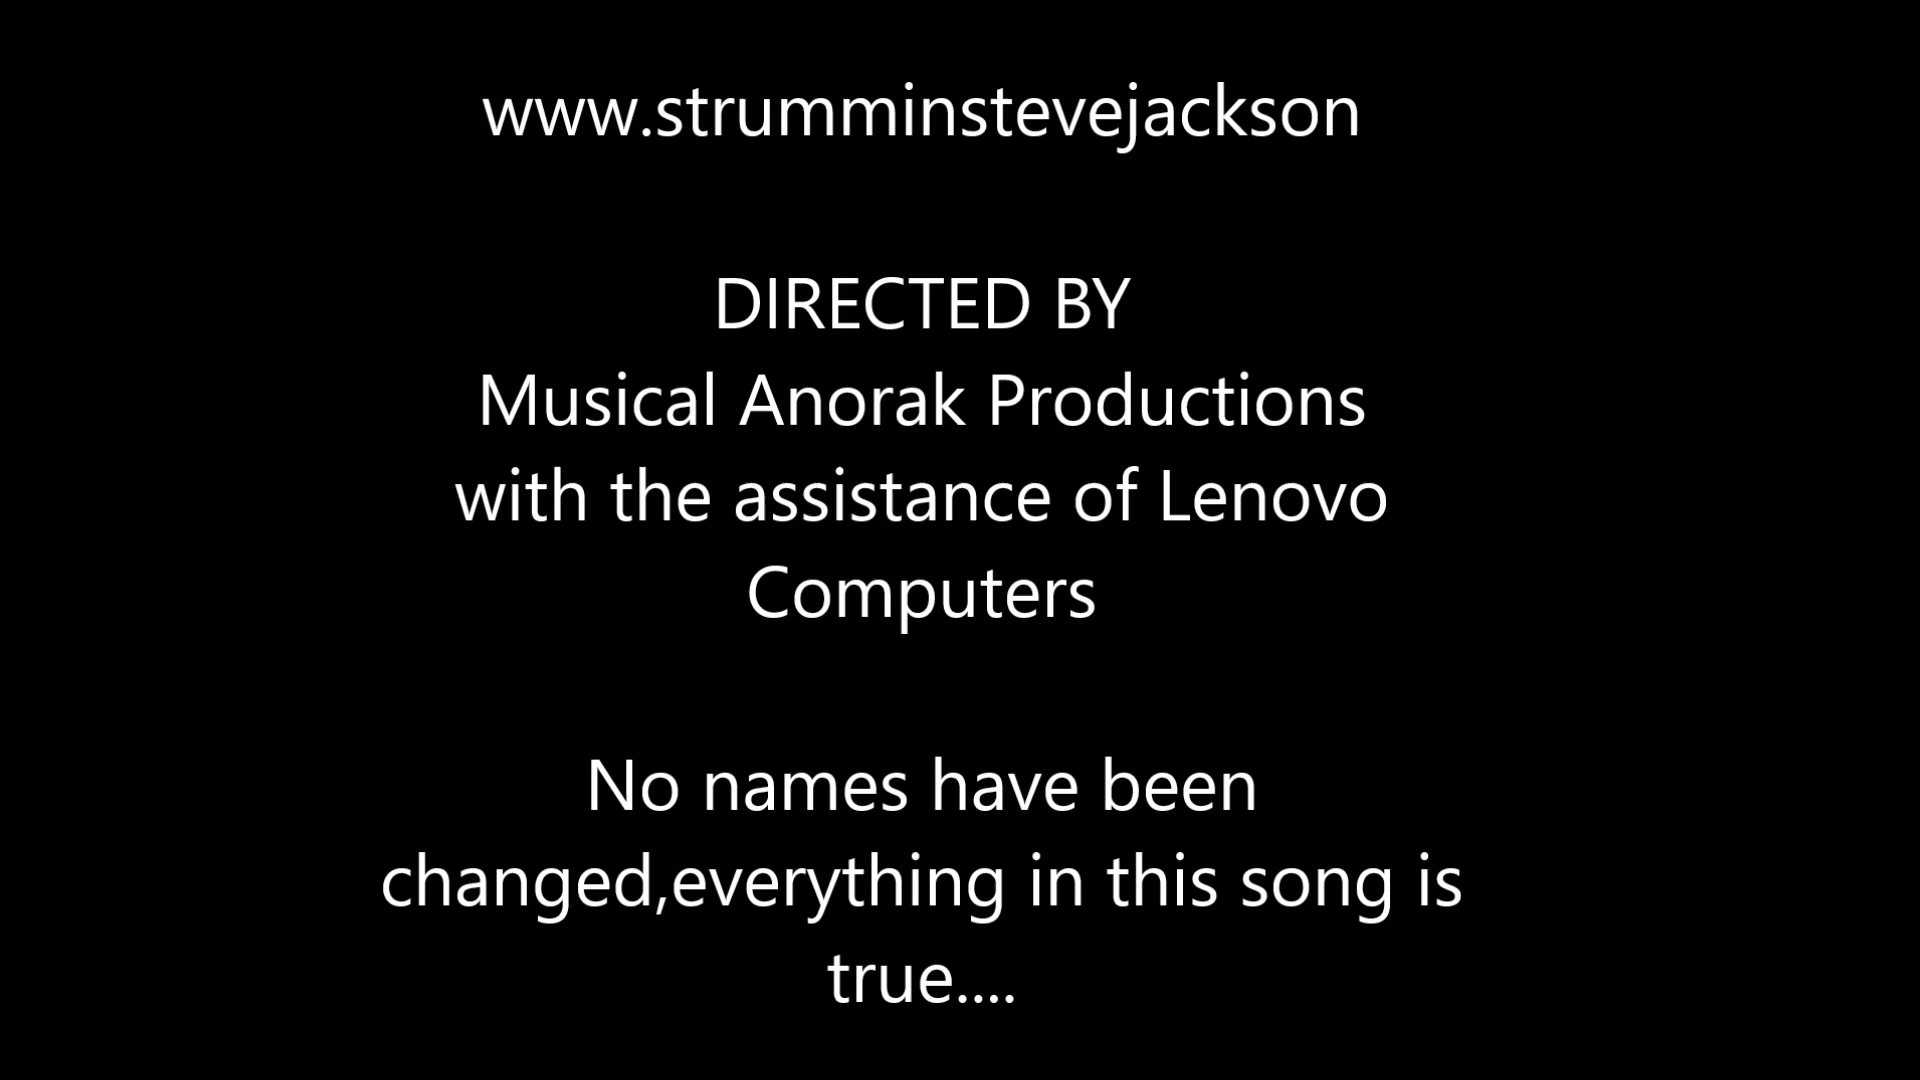 www.strumminstevejackson
DIRECTED BY
Musical Anorak Productions
with the assistance of Lenovo
Computers
No names have been
changed,everything in this song is
true....